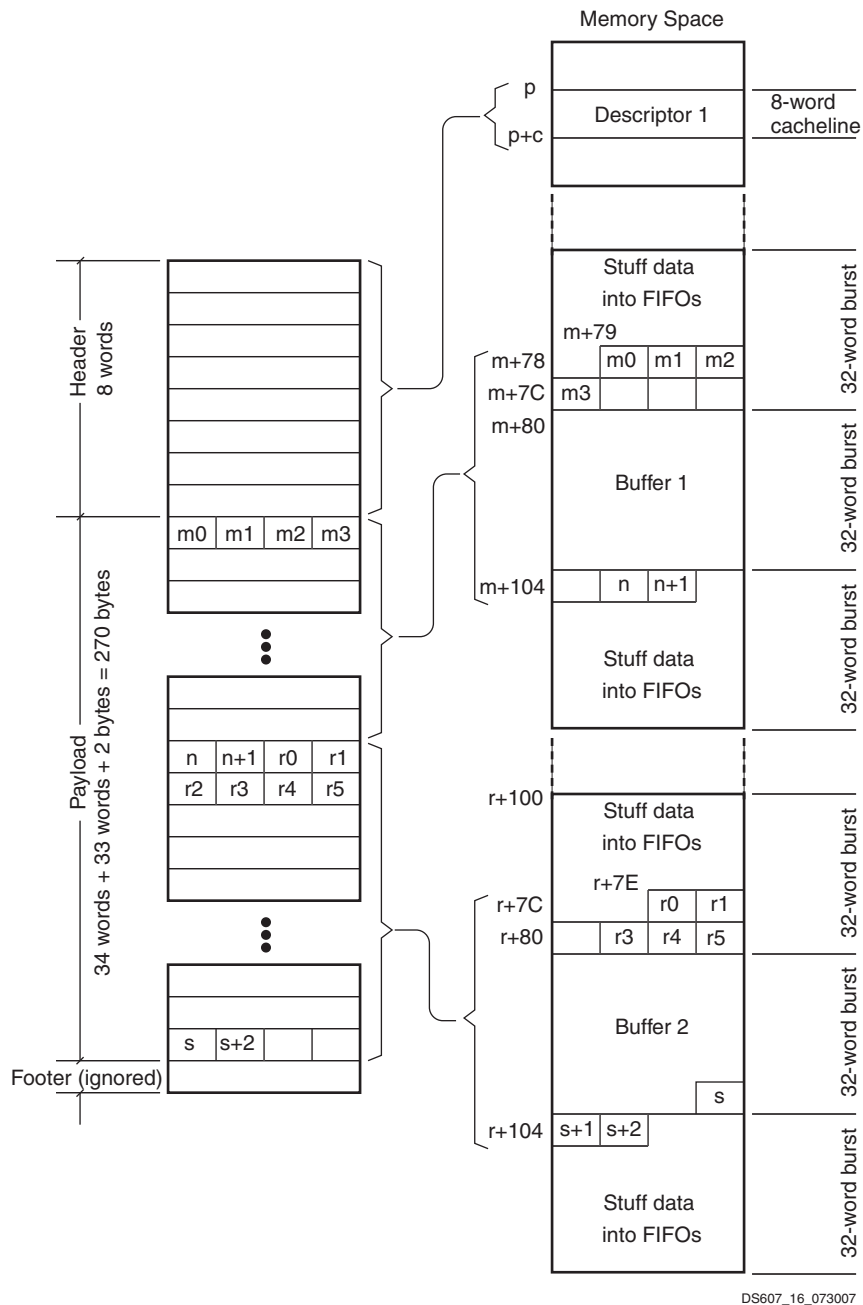 Memory Space
p
Descriptor 1
p+c
8-word
cacheline
Stuff data
into FIFOs
m+79
m+78
m0 m1 m2
m+7C
m3
m+80
Buffer 1
m+104
n n+1
Stuff data
into FIFOs
32-word burst
32-word burst
32-word burst
r+100
Stuff data
into FIFOs
r+7E
r+7C
r0 r1
r+80
r3 r4 r5
Buffer 2
s
r+104
s+1 s+2
Stuff data
into FIFOs
32-word burst
32-word burst
32-word burst
Header
8 words
m0 m1 m2 m3
Payload
34 words + 33 words + 2 bytes = 270 bytes
n n+1 r0 r1
r2 r3 r4 r5
s s+2
Footer (ignored)
DS607_16_073007